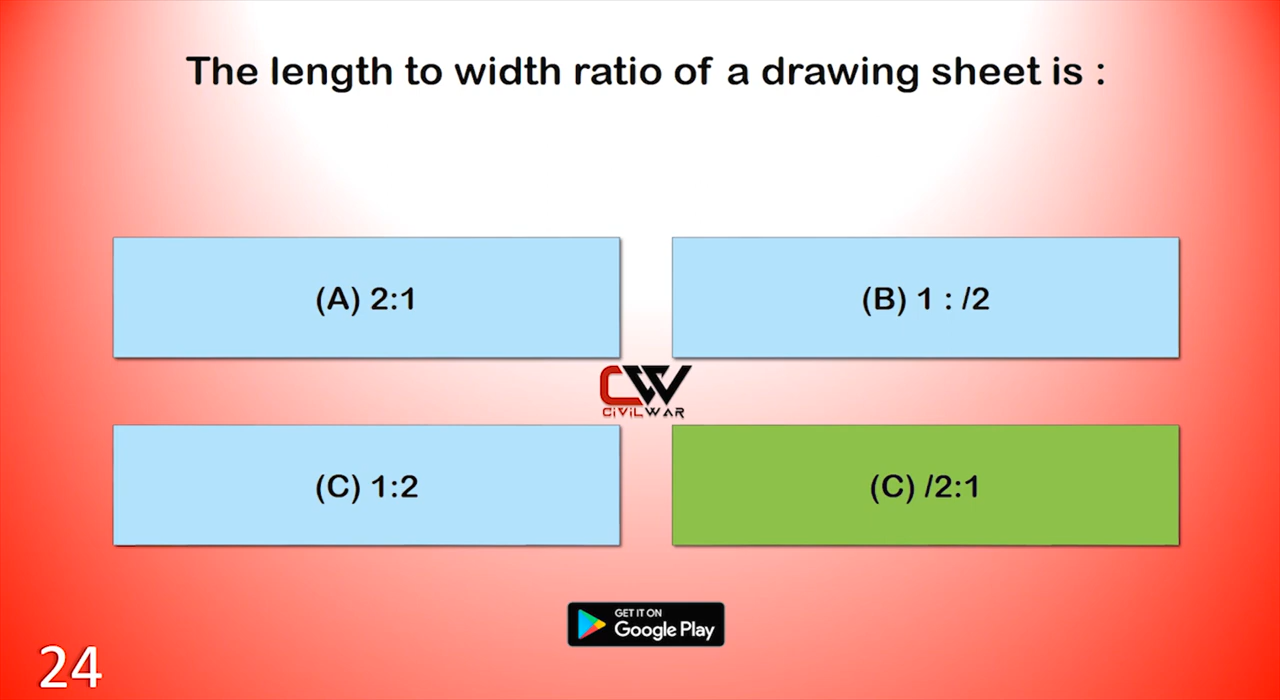 The length to width ratio of a drawing sheet is :
(A) 2:1
(B) 1 : /2
CW
CiViLWAR
(C) 1:2
(C) /2:1
GET IT ON
Google Play
24